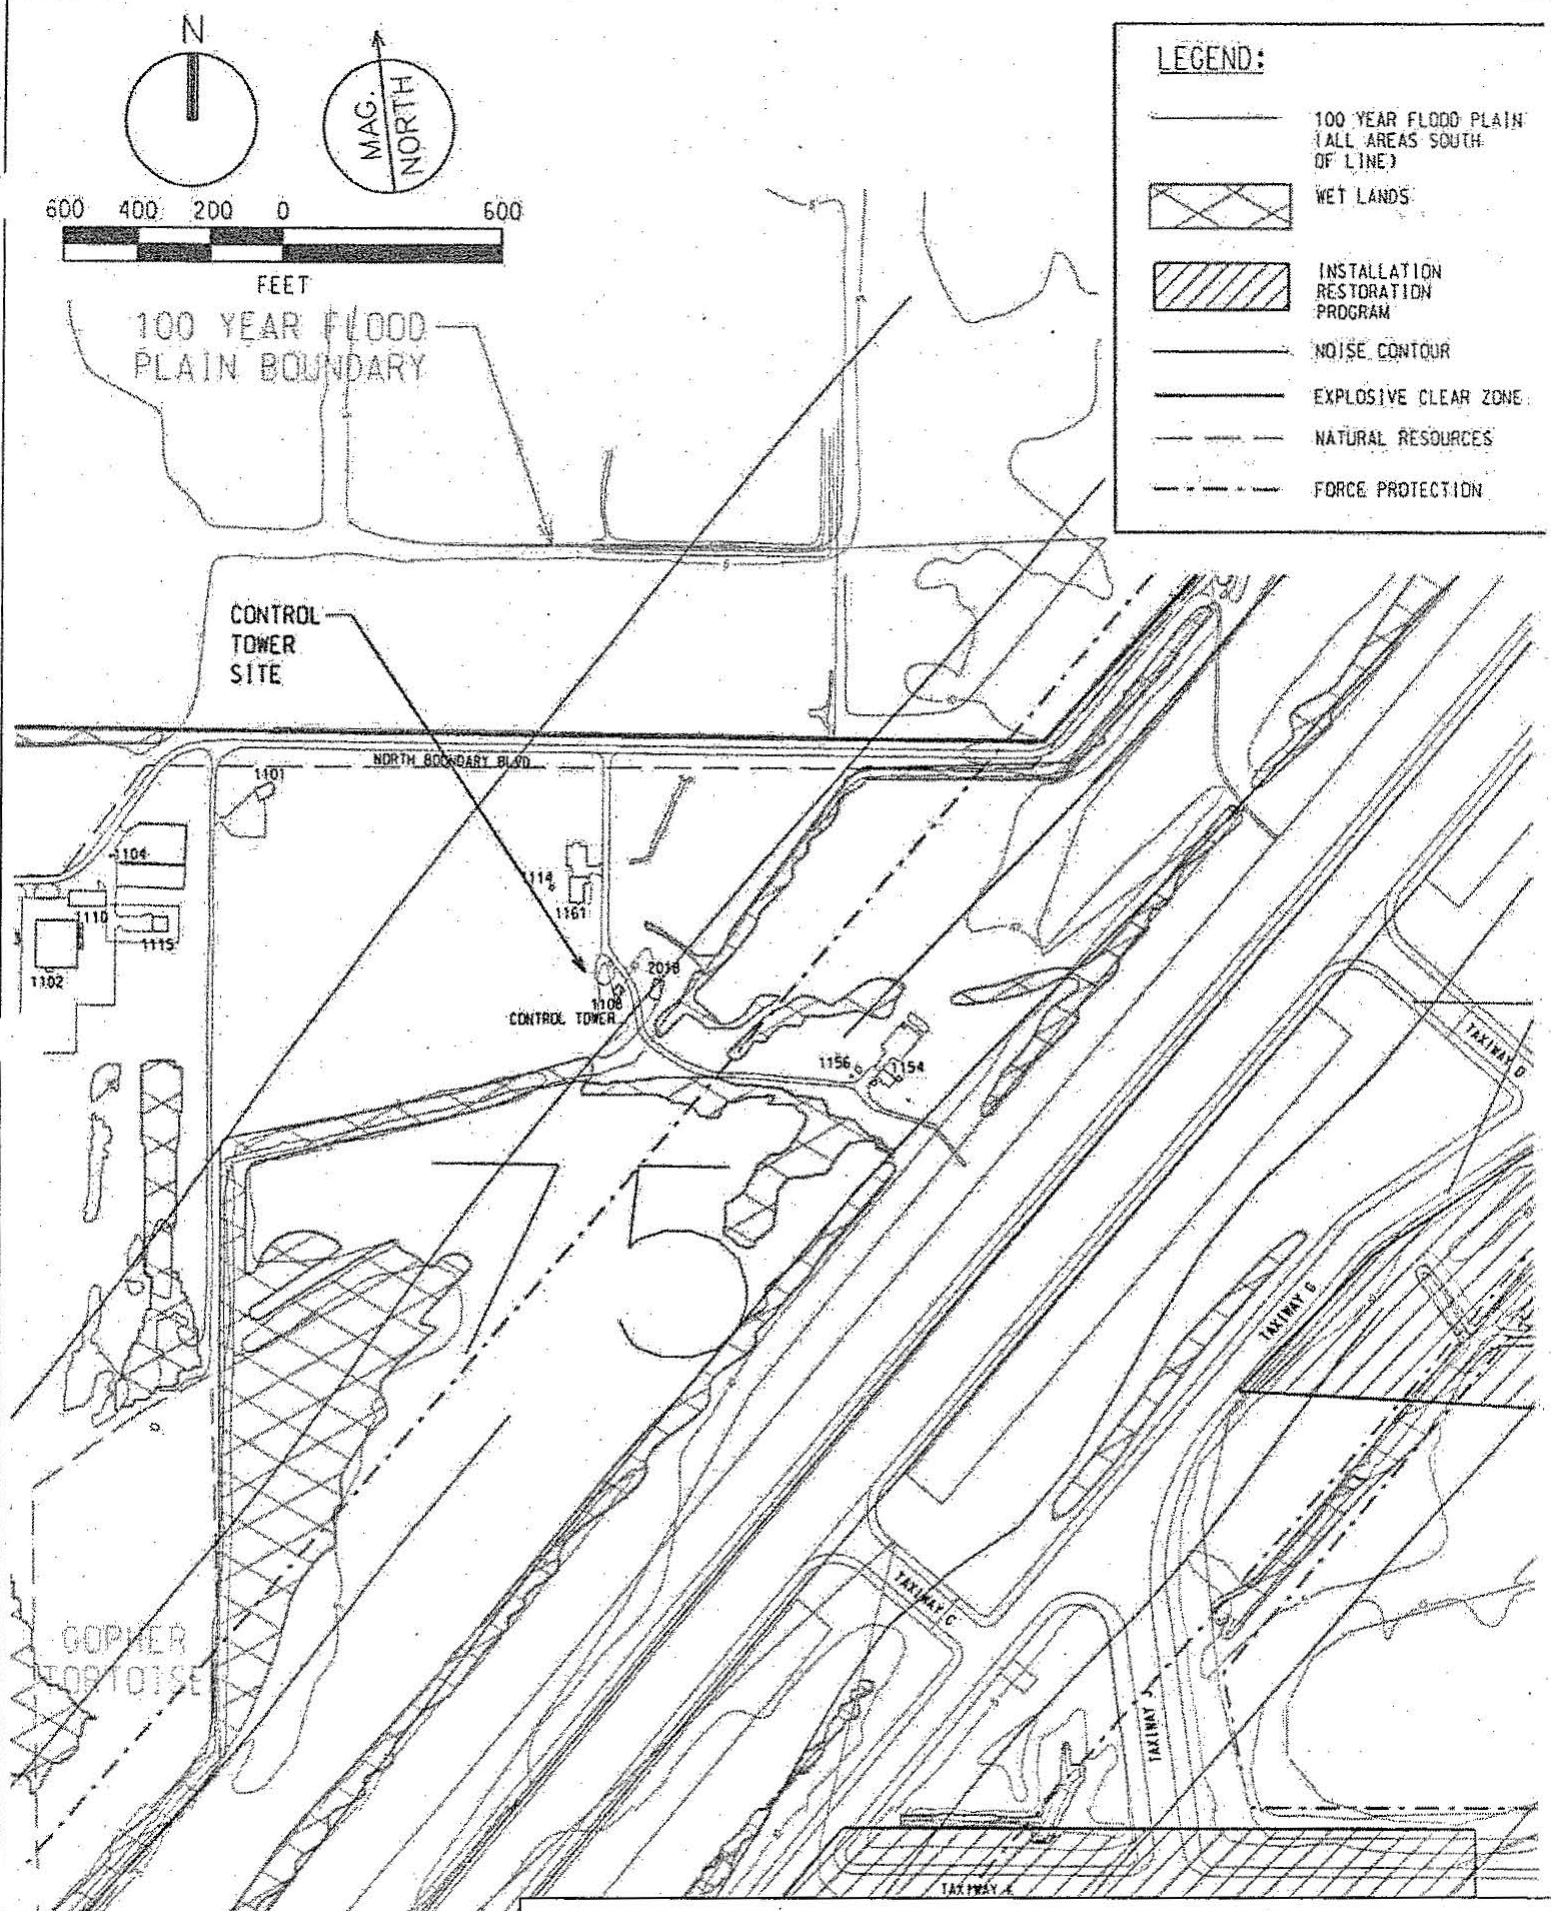 N
MAG. NORTH
600 400 200 0 600
FEET
100 YEAR FLOOD
PLAIN BOUNDARY
LEGEND:
100 YEAR FLOOD PLAIN
(ALL AREAS SOUTH
OF LINE)
WET LANDS
INSTALLATION
RESTORATION
PROGRAM
NOISE CONTOUR
EXPLOSIVE CLEAR ZONE
NATURAL RESOURCES
FORCE PROTECTION
CONTROL
TOWER
SITE
NORTH BOUNDARY BLVD
1101
1104
1110
1115
1102
1114
1161
2018
1108
CONTROL TOWER
1156
1154
TAXIWAY D
TAXIWAY G
TAXIWAY C
TAXIWAY J
GOPHER
TORTOISE
TAXIWAY